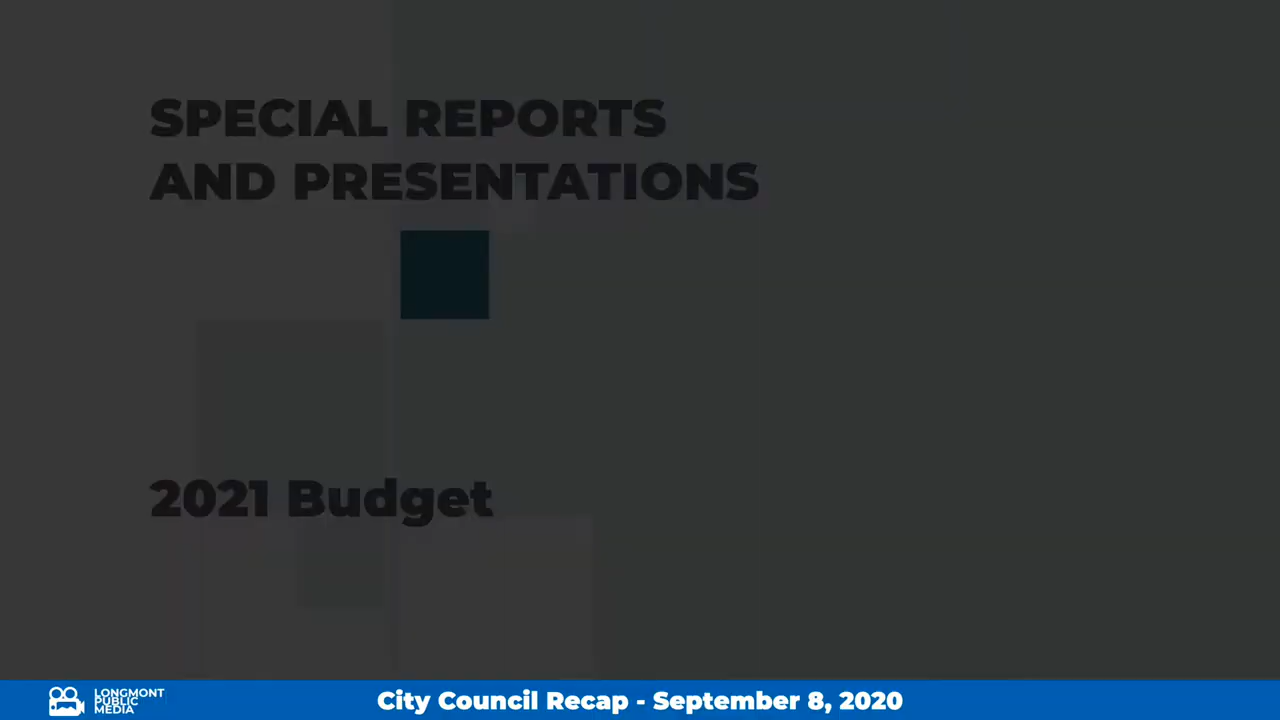 SPECIAL REPORTS
AND PRESENTATIONS
2021 Budget
LONGMONT
PUBLIC
MEDIA
City Council Recap - September 8, 2020